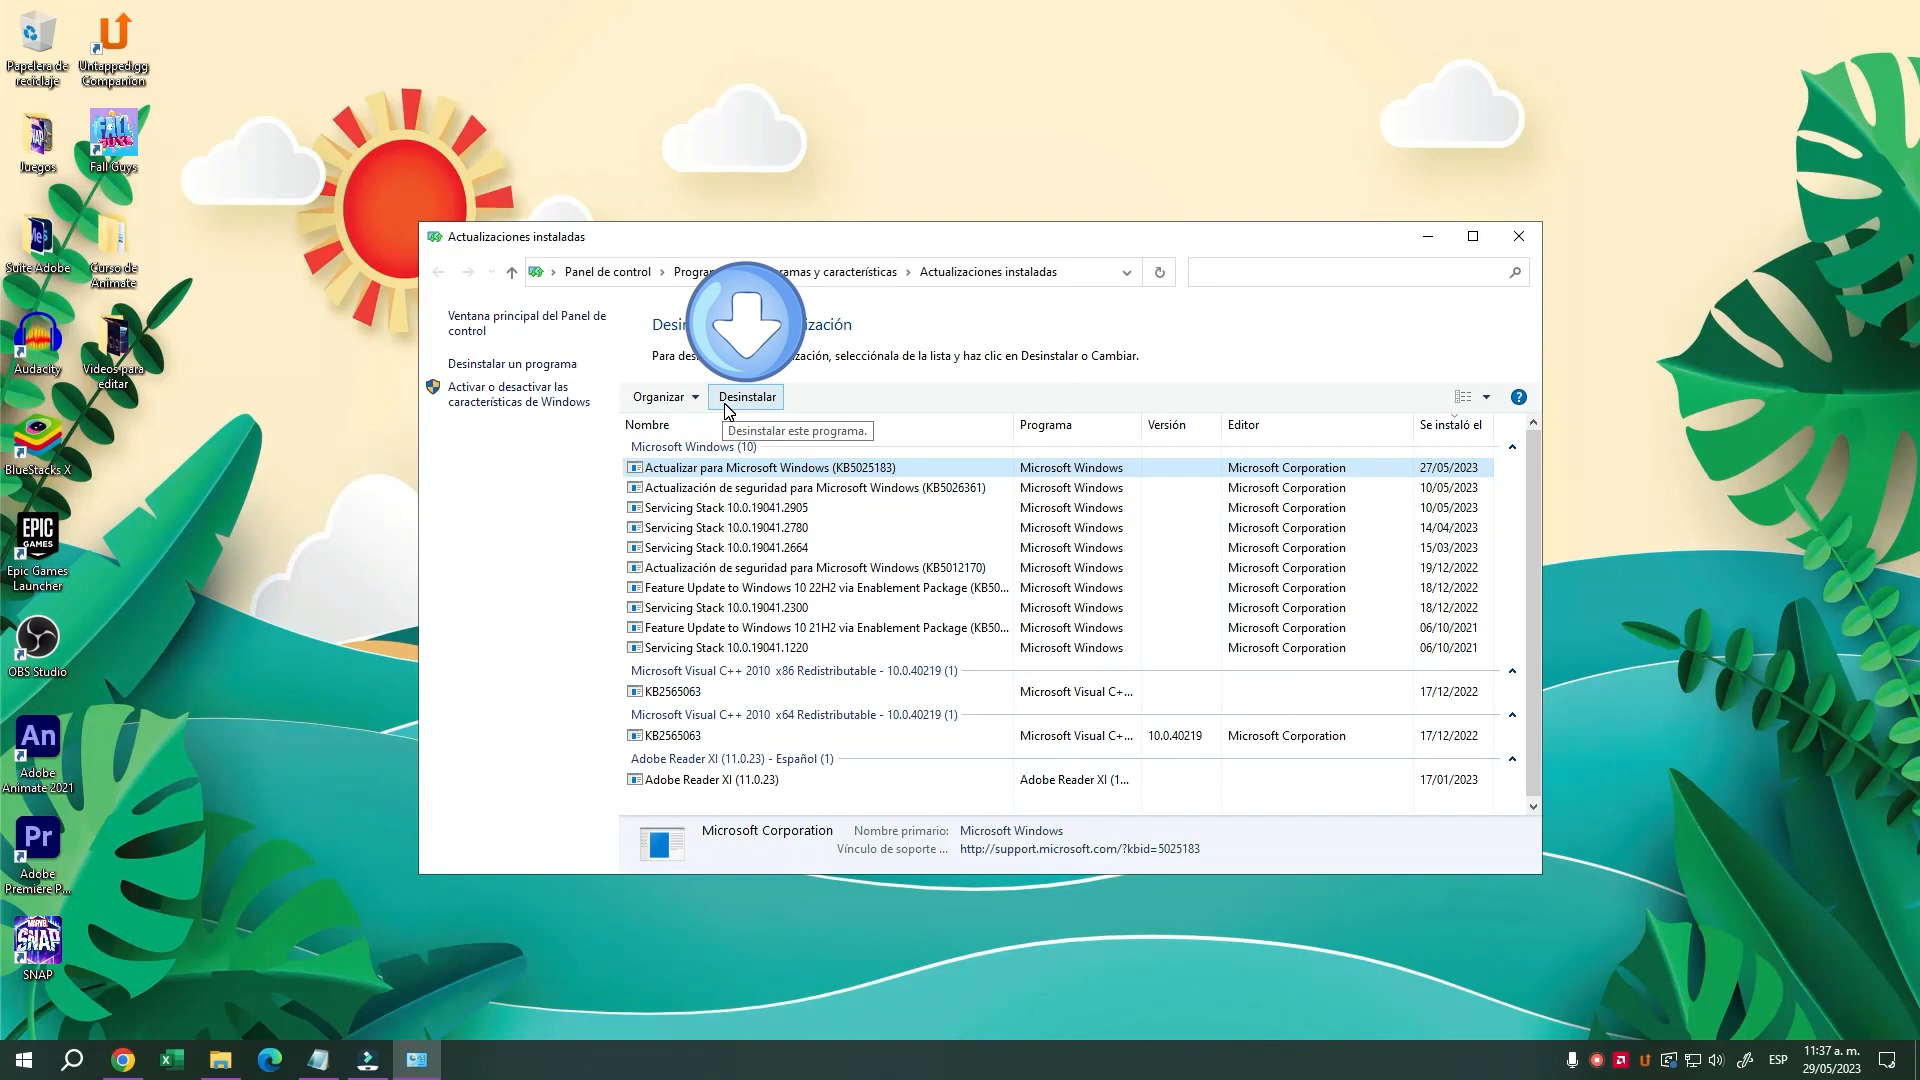 Papelera de
reciclaje
Untapped.gg
Companion
Juegos
Fall Guys
Suite Adobe
Curso de
Animate
Audacity
Videos para
editar
BlueStacks X
EPIC
GAMES
Epic Games
Launcher
OBS Studio
An
Adobe
Animate 2021
Pr
Adobe
Premiere P...
MARVEL
SNAP
SNAP
Actualizaciones instaladas
Panel de control
Progra
ramas y características
Actualizaciones instaladas
Ventana principal del Panel de
control
Desinstalar un programa
Activar o desactivar las
características de Windows
Desi
ización
Para des
ización, selecciónala de la lista y haz clic en Desinstalar o Cambiar.
Organizar
Desinstalar
Desinstalar este programa.
Nombre Programa Versión Editor Se instaló el
Microsoft Windows (10)
Actualizar para Microsoft Windows (KB5025183) Microsoft Windows Microsoft Corporation 27/05/2023
Actualización de seguridad para Microsoft Windows (KB5026361) Microsoft Windows Microsoft Corporation 10/05/2023
Servicing Stack 10.0.19041.2905 Microsoft Windows Microsoft Corporation 10/05/2023
Servicing Stack 10.0.19041.2780 Microsoft Windows Microsoft Corporation 14/04/2023
Servicing Stack 10.0.19041.2664 Microsoft Windows Microsoft Corporation 15/03/2023
Actualización de seguridad para Microsoft Windows (KB5012170) Microsoft Windows Microsoft Corporation 19/12/2022
Feature Update to Windows 10 22H2 via Enablement Package (KB50... Microsoft Windows Microsoft Corporation 18/12/2022
Servicing Stack 10.0.19041.2300 Microsoft Windows Microsoft Corporation 18/12/2022
Feature Update to Windows 10 21H2 via Enablement Package (KB50... Microsoft Windows Microsoft Corporation 06/10/2021
Servicing Stack 10.0.19041.1220 Microsoft Windows Microsoft Corporation 06/10/2021
Microsoft Visual C++ 2010 x86 Redistributable - 10.0.40219 (1)
KB2565063 Microsoft Visual C+... 17/12/2022
Microsoft Visual C++ 2010 x64 Redistributable - 10.0.40219 (1)
KB2565063 Microsoft Visual C+... 10.0.40219 Microsoft Corporation 17/12/2022
Adobe Reader XI (11.0.23) - Español (1)
Adobe Reader XI (11.0.23) Adobe Reader XI (1... 17/01/2023
Microsoft Corporation Nombre primario: Microsoft Windows
Vínculo de soporte ... http://support.microsoft.com/?kbid=5025183
ESP
11:37 a. m.
29/05/2023